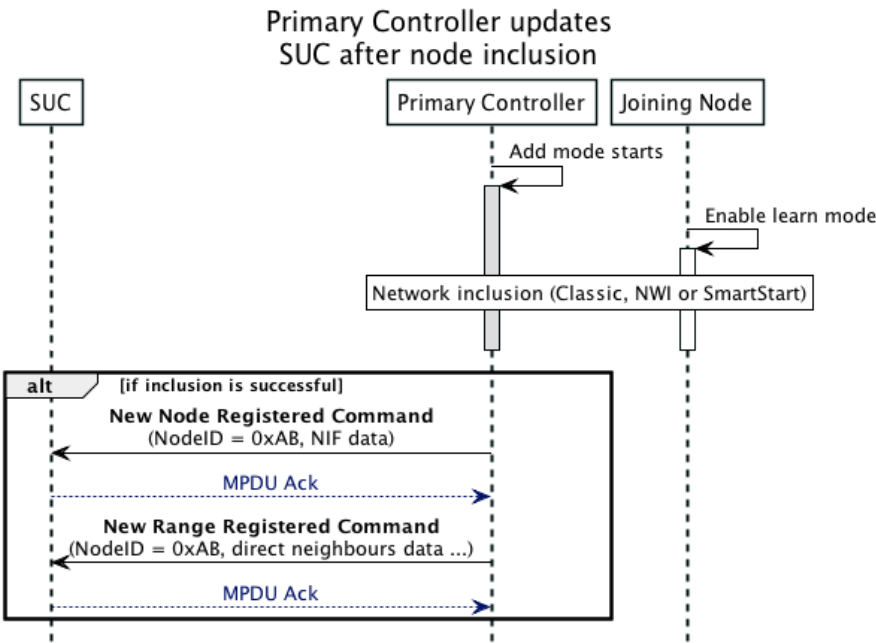 Primary Controller updates
SUC after node inclusion
SUC
Primary Controller
Joining Node
Add mode starts
Enable learn mode
Network inclusion (Classic, NWI or SmartStart)
alt
[if inclusion is successful]
New Node Registered Command
(NodeID = 0xAB, NIF data)
MPDU Ack
New Range Registered Command
(NodeID = 0xAB, direct neighbours data ...)
MPDU Ack